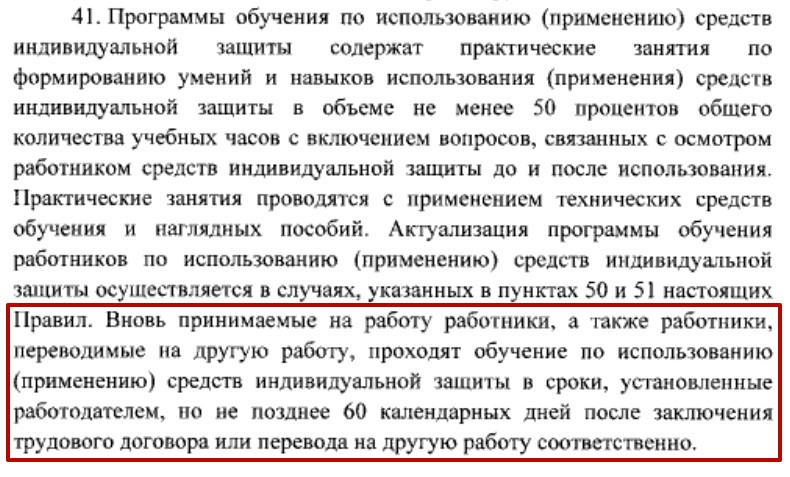 41. Программы обучения по использованию (применению) средств
индивидуальной защиты содержат практические занятия по
формированию умений и навыков использования (применения) средств
индивидуальной защиты в объеме не менее 50 процентов общего
количества учебных часов с включением вопросов, связанных с осмотром
работником средств индивидуальной защиты до и после использования.
Практические занятия проводятся с применением технических средств
обучения и наглядных пособий. Актуализация программы обучения
работников по использованию (применению) средств индивидуальной
защиты осуществляется в случаях, указанных в пунктах 50 и 51 настоящих
Правил. Вновь принимаемые на работу работники, а также работники,
переводимые на другую работу, проходят обучение по использованию
(применению) средств индивидуальной защиты в сроки, установленные
работодателем, но не позднее 60 календарных дней после заключения
трудового договора или перевода на другую работу соответственно.